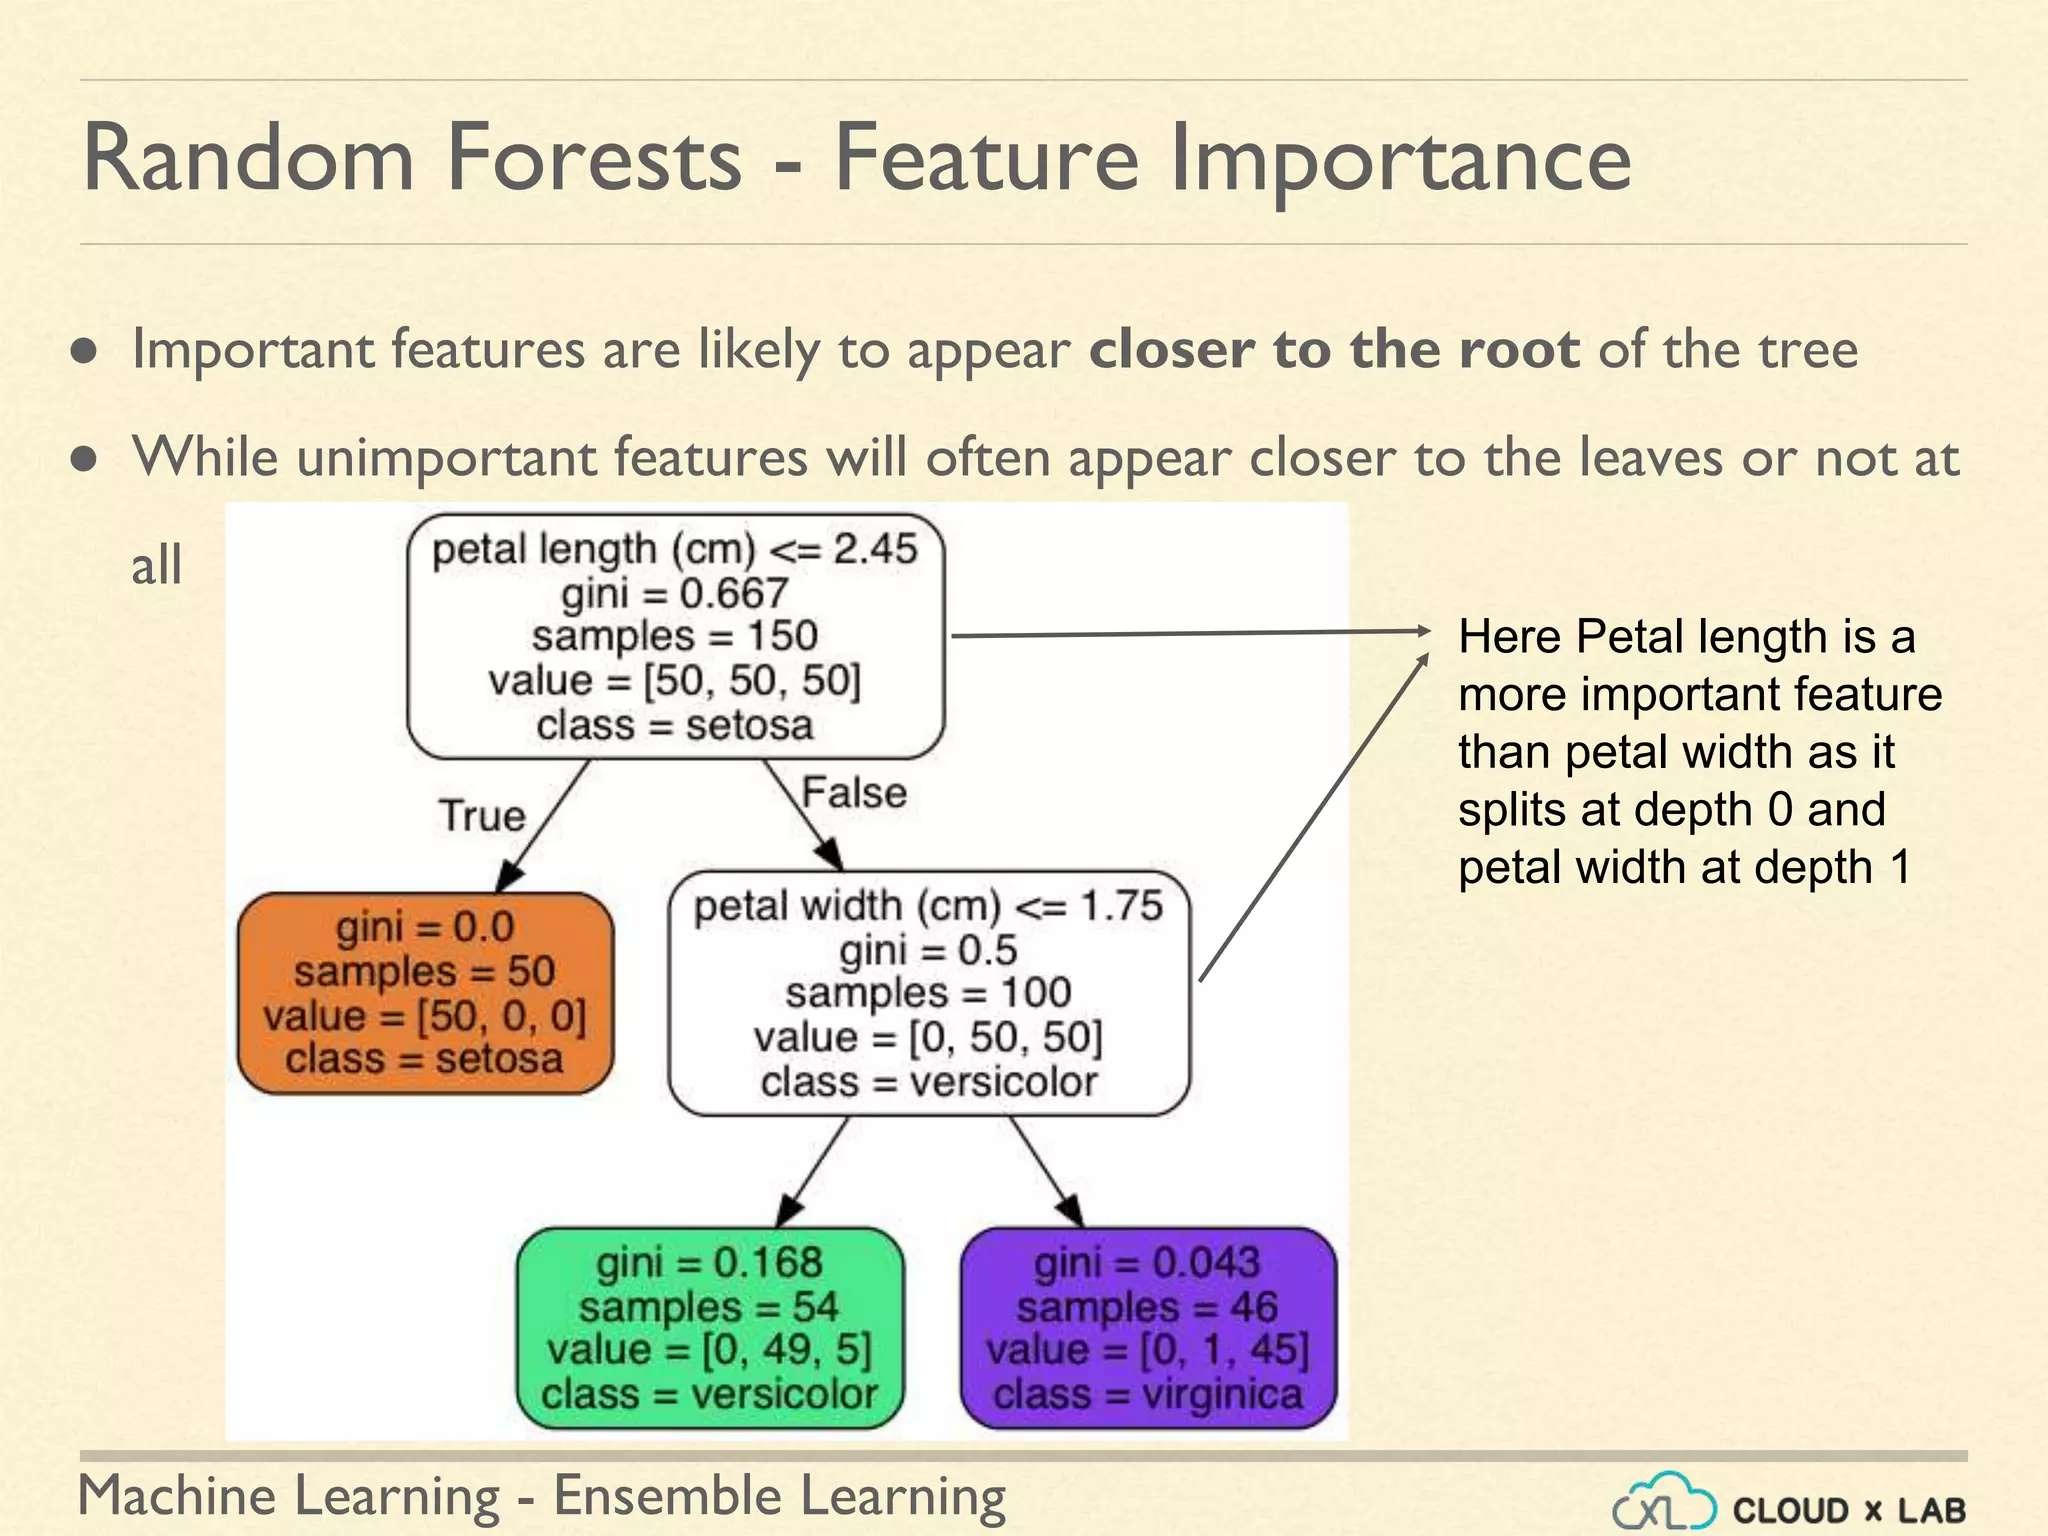 Random Forests - Feature Importance
● Important features are likely to appear closer to the root of the tree
● While unimportant features will often appear closer to the leaves or not at
all
petal length (cm) <= 2.45
gini = 0.667
samples = 150
value = [50, 50, 50]
class = setosa
True
False
Here Petal length is a
more important feature
than petal width as it
splits at depth 0 and
petal width at depth 1
gini = 0.0
samples = 50
value = [50, 0, 0]
class = setosa
petal width (cm) <= 1.75
gini = 0.5
samples = 100
value = [0, 50, 50]
class = versicolor
gini = 0.168
samples = 54
value = [0, 49, 5]
class = versicolor
gini = 0.043
samples = 46
value = [0, 1, 45]
class = virginica
Machine Learning - Ensemble Learning
XL CLOUD x LAB